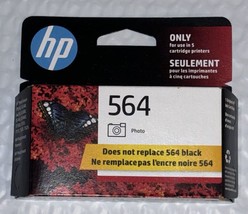 hp
ONLY
for use in 5
cartridge printers
SEULEMENT
pour les imprimantes
à cinq cartouches
564
Photo
Does not replace 564 black
Ne remplace pas l'encre noire 564